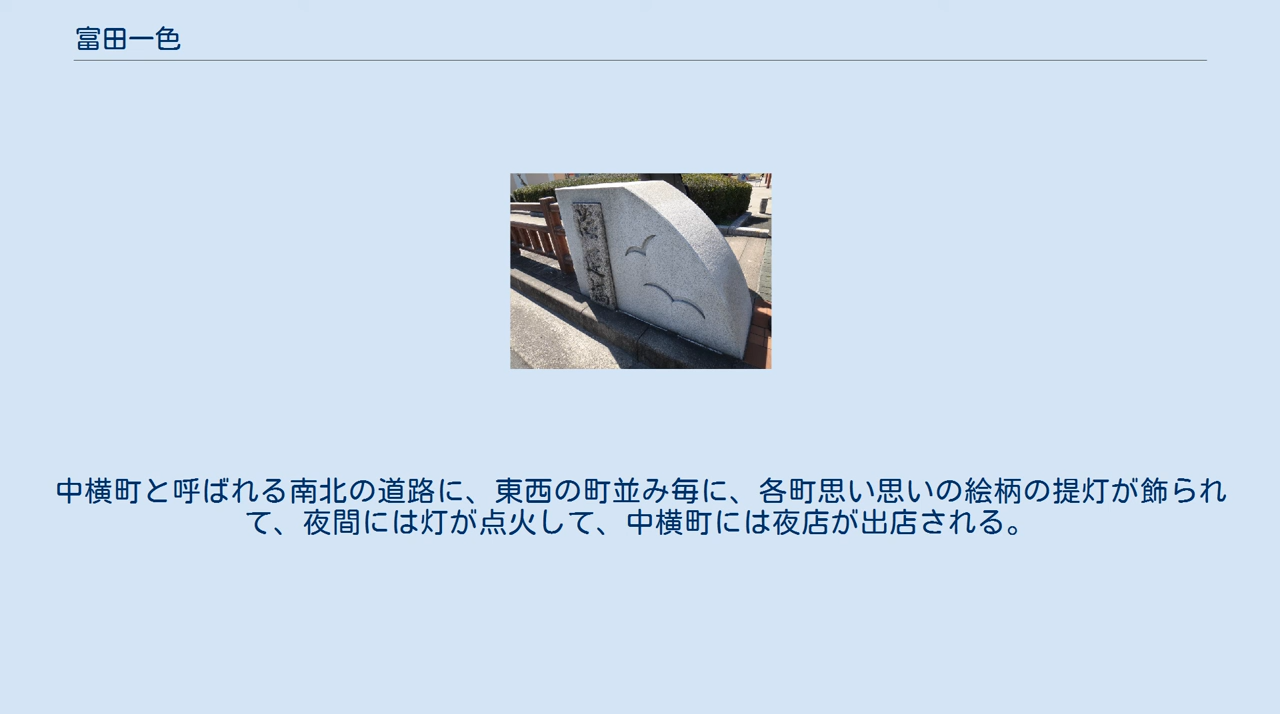 富田一色
中横町と呼ばれる南北の道路に、東西の町並み毎に、各町思い思いの絵柄の提灯が飾られ
て、夜間には灯が点火して、中横町には夜店が出店される。